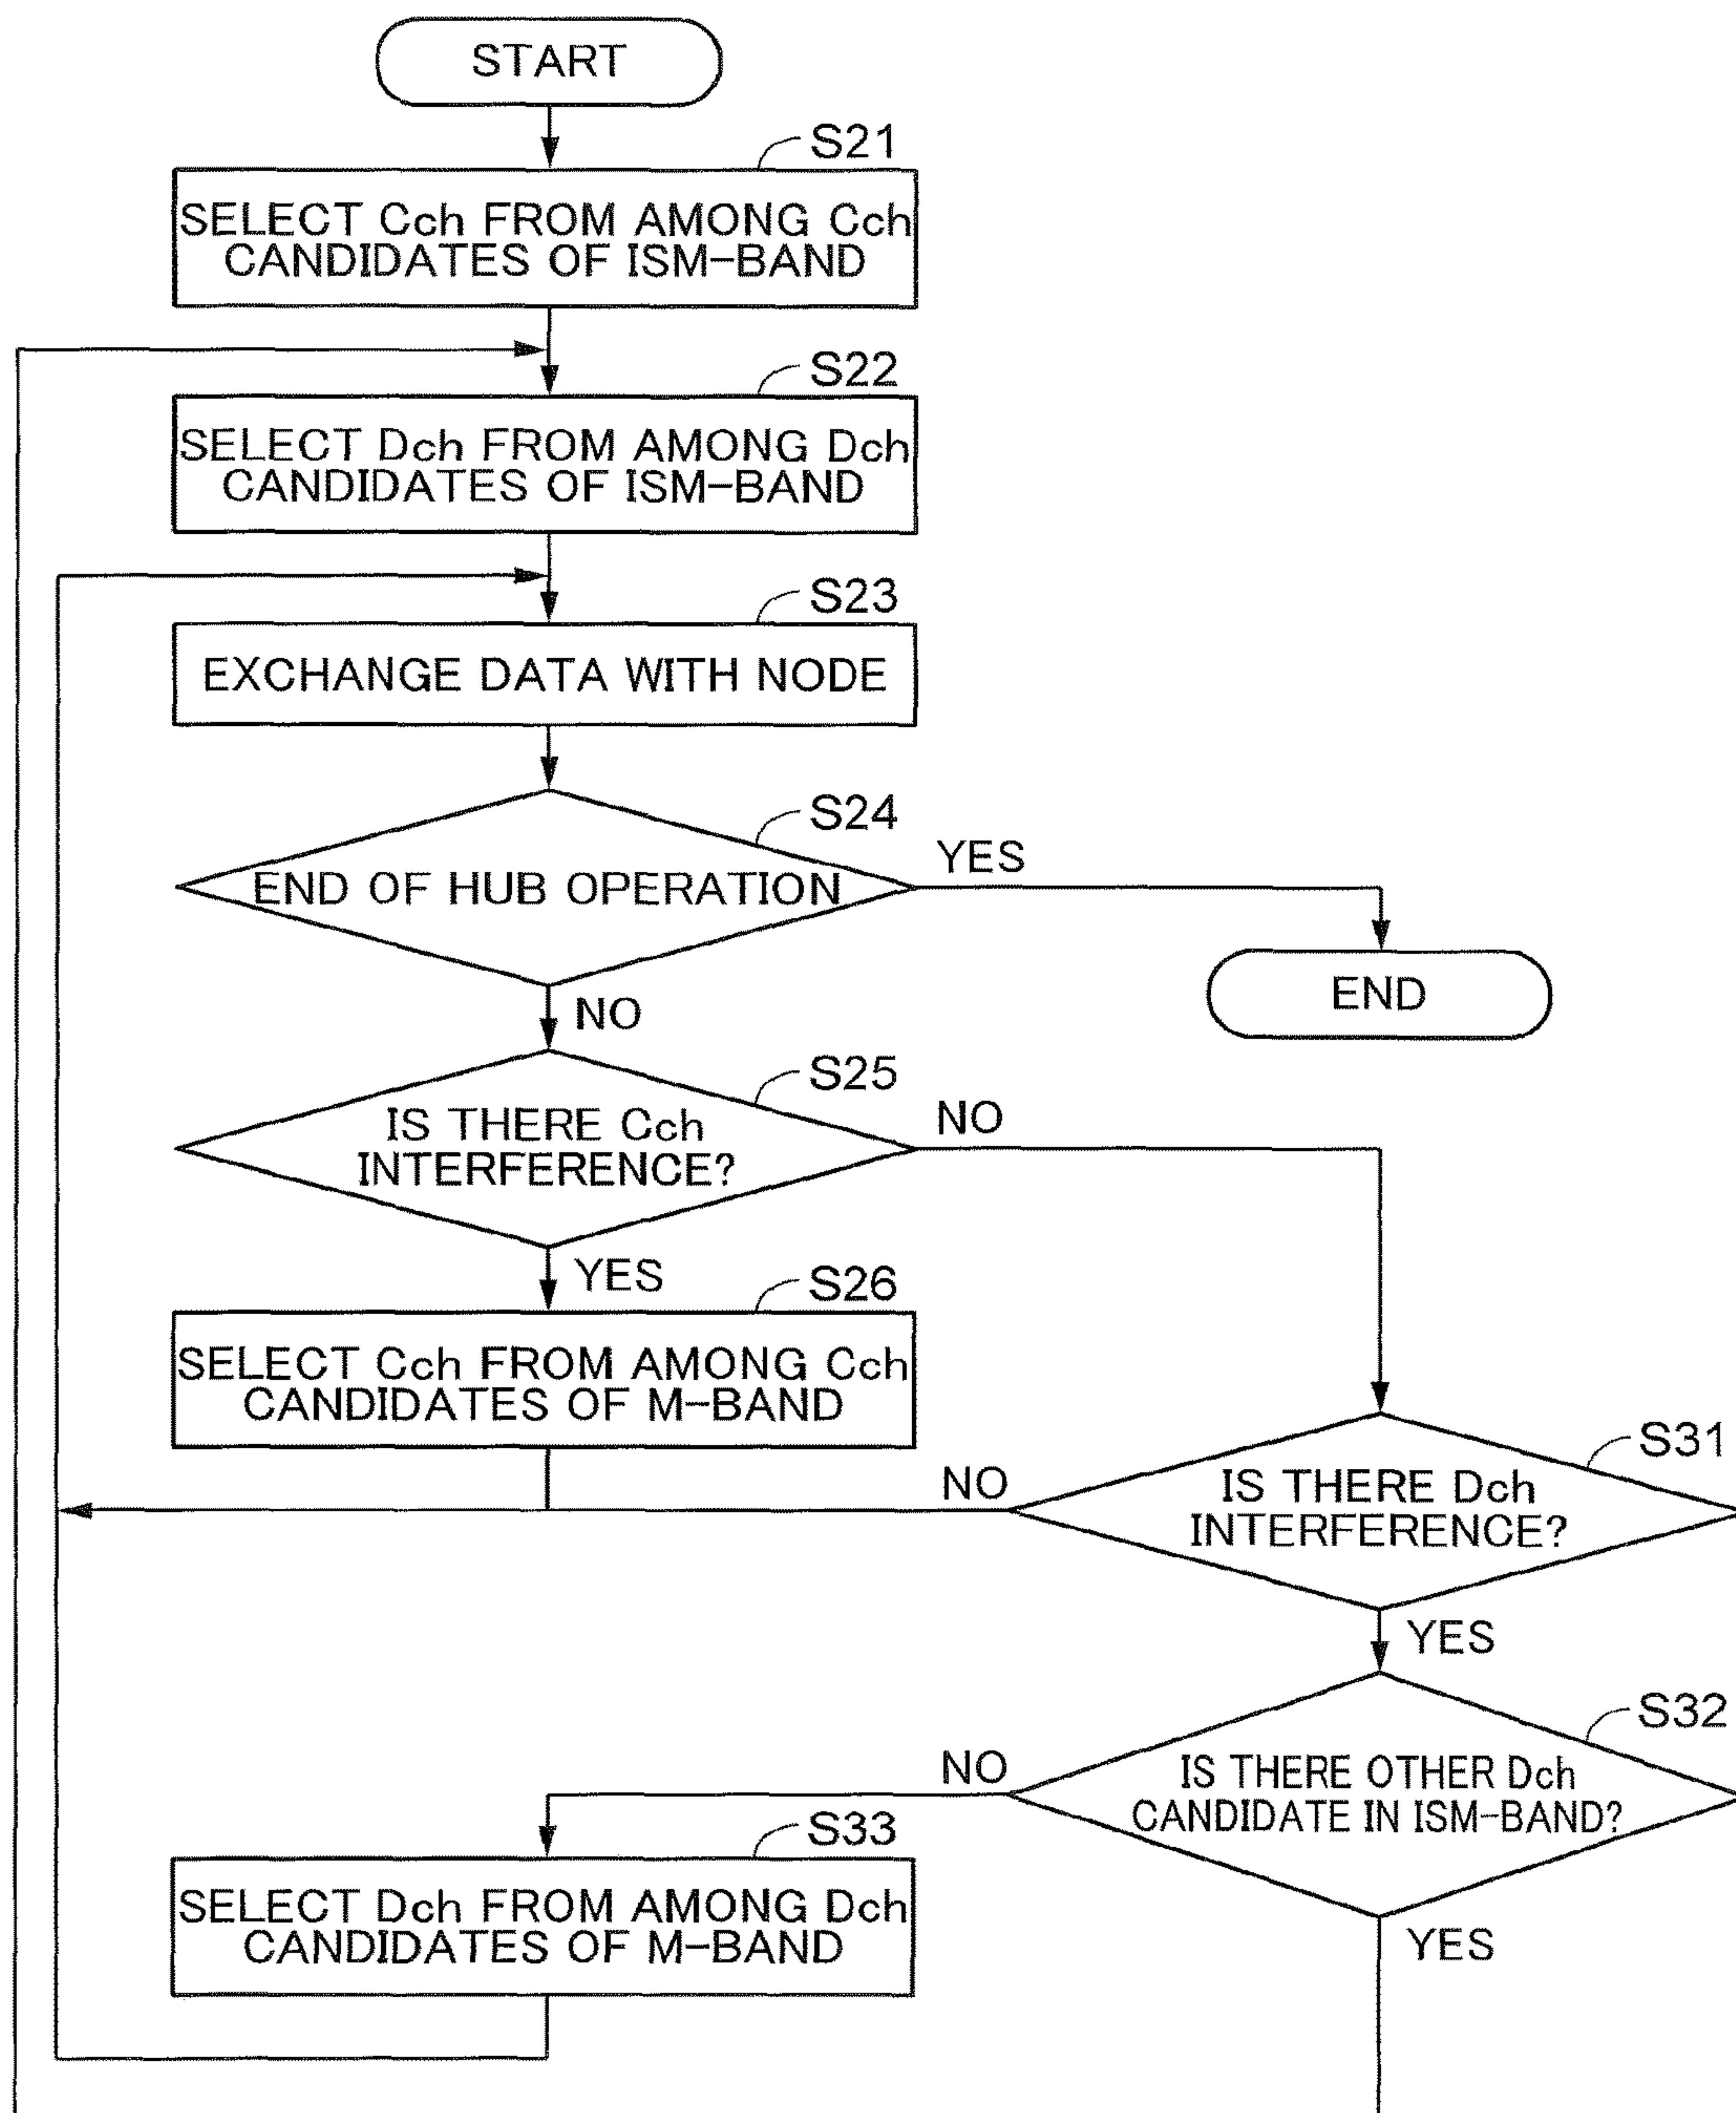 START
S21
SELECT Cch FROM AMONG Cch
CANDIDATES OF ISM-BAND
S22
SELECT Dch FROM AMONG Dch
CANDIDATES OF ISM-BAND
S23
EXCHANGE DATA WITH NODE
S24
END OF HUB OPERATION
YES
END
NO
S25
IS THERE Cch
INTERFERENCE?
NO
YES
S26
SELECT Cch FROM AMONG Cch
CANDIDATES OF M-BAND
S31
IS THERE Dch
INTERFERENCE?
NO
YES
S32
IS THERE OTHER Dch
CANDIDATE IN ISM-BAND?
NO
S33
SELECT Dch FROM AMONG Dch
CANDIDATES OF M-BAND
YES